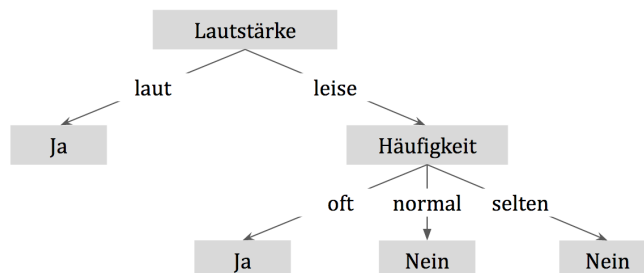 Lautstärke
laut leise
Ja Häufigkeit
oft normal selten
Ja Nein Nein